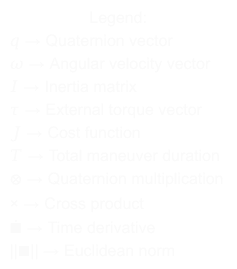 Legend
q — Quaternion vector
ω — Angular velocity vector
J — Inertia matrix
τ — External torque vector
J — Cost function
T — Total maneuver duration
⊗ — Quaternion multiplication
× — Cross product
— Time derivative
— Euclidean norm